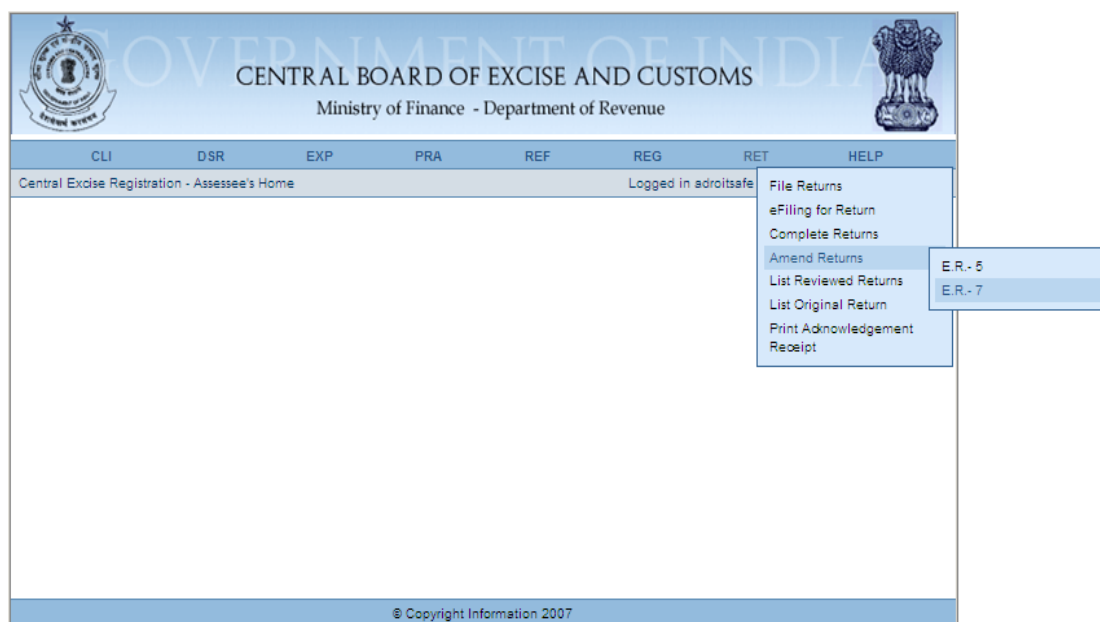 GOVERNMENT OF INDIA
CENTRAL BOARD OF EXCISE AND CUSTOMS
Ministry of Finance - Department of Revenue
CLI DSR EXP PRA REF REG RET HELP
Central Excise Registration - Assessee's Home Logged in adroitsafe
File Returns
eFiling for Return
Complete Returns
Amend Returns
E.R.- 5
List Reviewed Returns
E.R.- 7
List Original Return
Print Acknowledgement
Receipt
© Copyright Information 2007